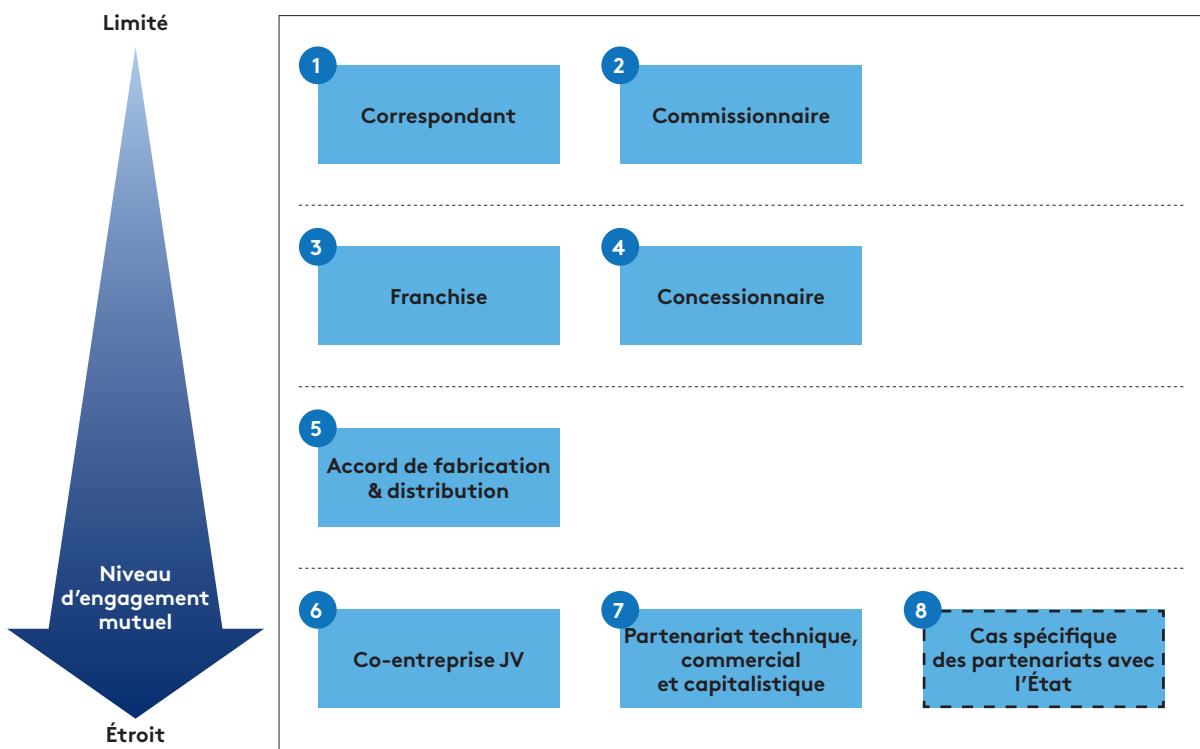 Limité
1
Correspondant
2
Commissionnaire
3
Franchise
4
Concessionnaire
5
Accord de fabrication
& distribution
Niveau
d'engagement
mutuel
6
Co-entreprise JV
7
Partenariat technique,
commercial
et capitalistique
8
Cas spécifique
des partenariats avec
l'État
Étroit